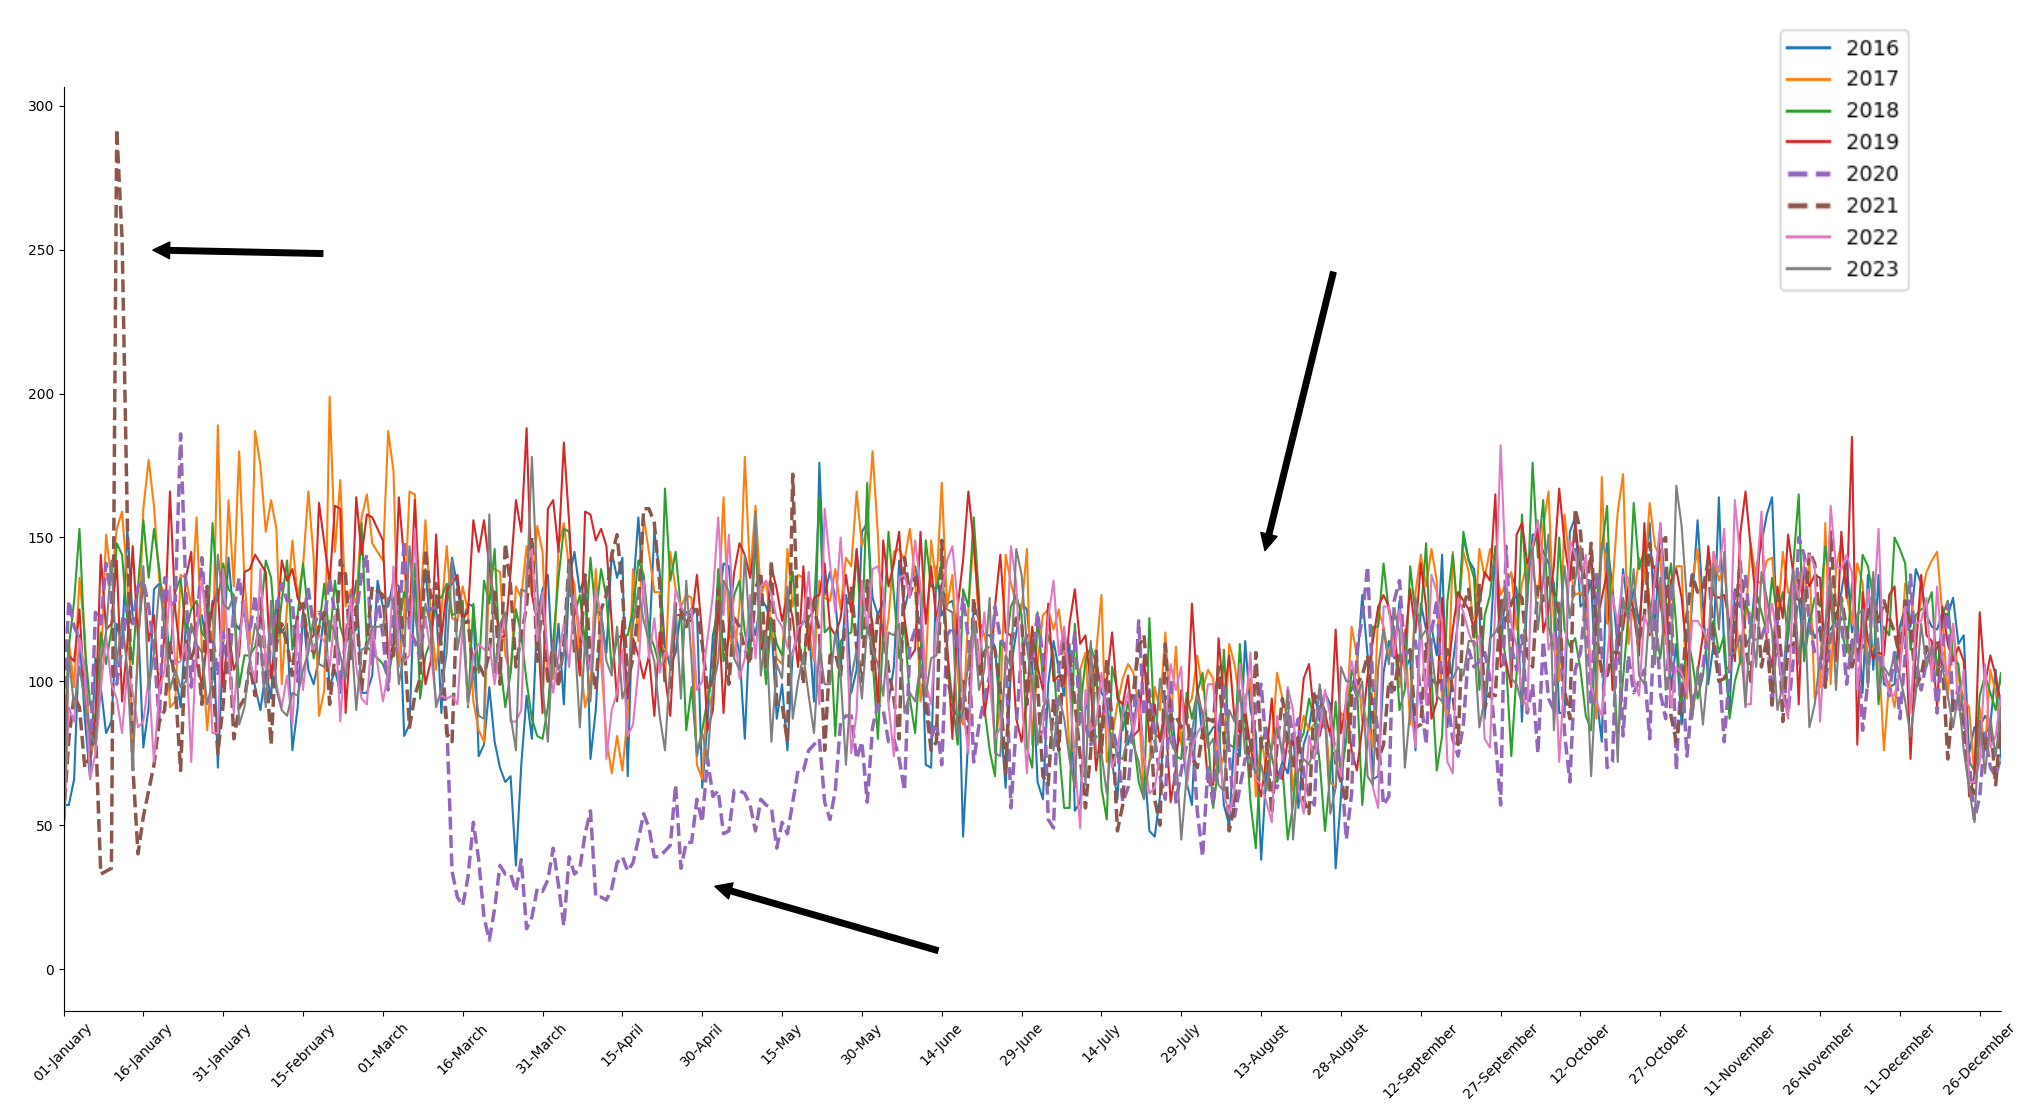 2016
2017
2018
2019
2020
2021
2022
2023
300
250
200
150
100
50
0
01-January
16-January
31-January
15-February
01-March
16-March
31-March
15-April
30-April
15-May
30-May
14-June
29-June
14-July
29-July
13-August
28-August
12-September
27-September
12-October
27-October
11-November
26-November
11-December
26-December